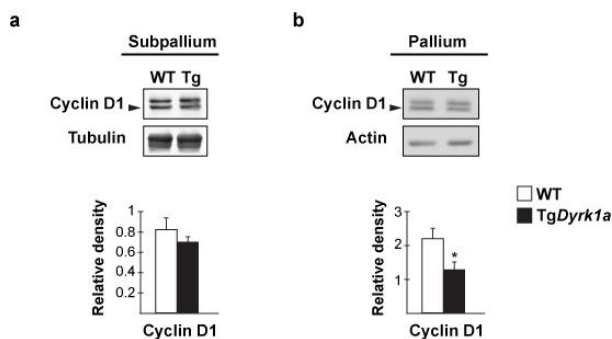 a
Subpallium
WT Tg
Cyclin D1
Tubulin
Relative density
1
0.8
0.6
0.4
0.2
Cyclin D1
b
Pallium
WT Tg
Cyclin D1
Actin
Relative density
3
2
1
*
Cyclin D1
WT
TgDyrk1a